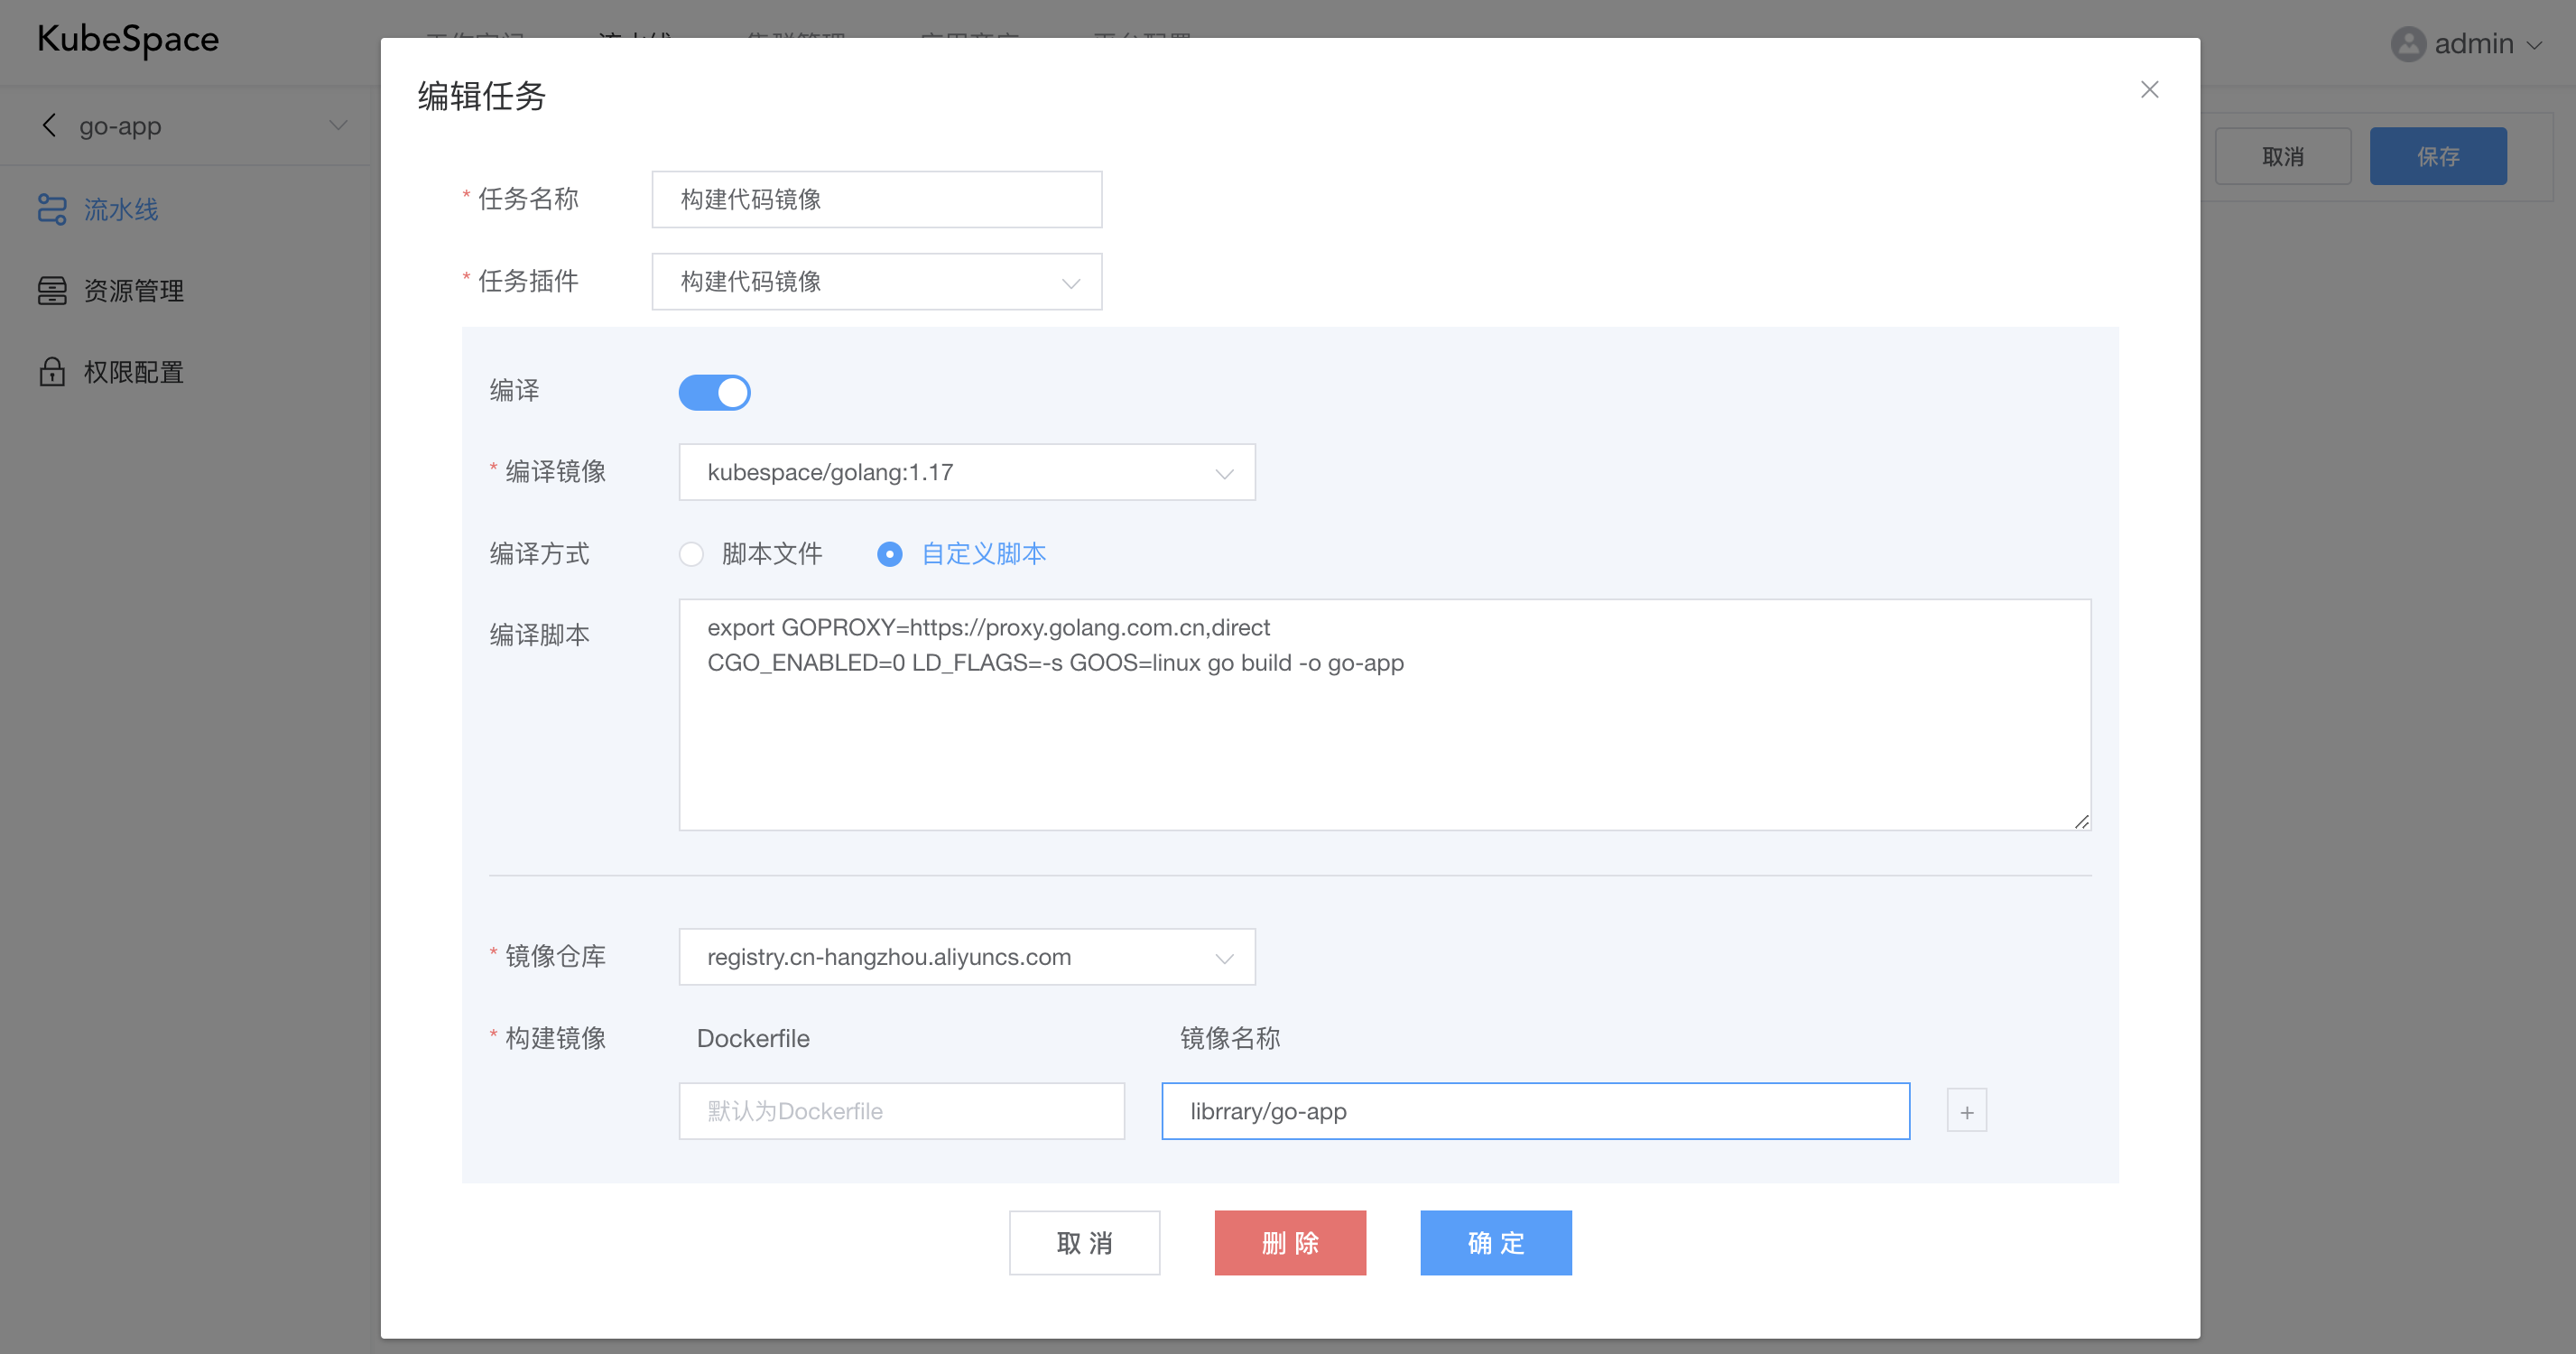 KubeSpace
admin
go-app
流水线
资源管理
权限配置
取消
保存
编辑任务
* 任务名称
构建代码镜像
* 任务插件
构建代码镜像
编译
* 编译镜像
kubespace/golang:1.17
编译方式
脚本文件
自定义脚本
编译脚本
export GOPROXY=https://proxy.golang.com.cn,direct
CGO_ENABLED=0 LD_FLAGS=-s GOOS=linux go build -o go-app
* 镜像仓库
registry.cn-hangzhou.aliyuncs.com
* 构建镜像
Dockerfile
镜像名称
默认为Dockerfile
librrary/go-app
+
取 消
删 除
确 定